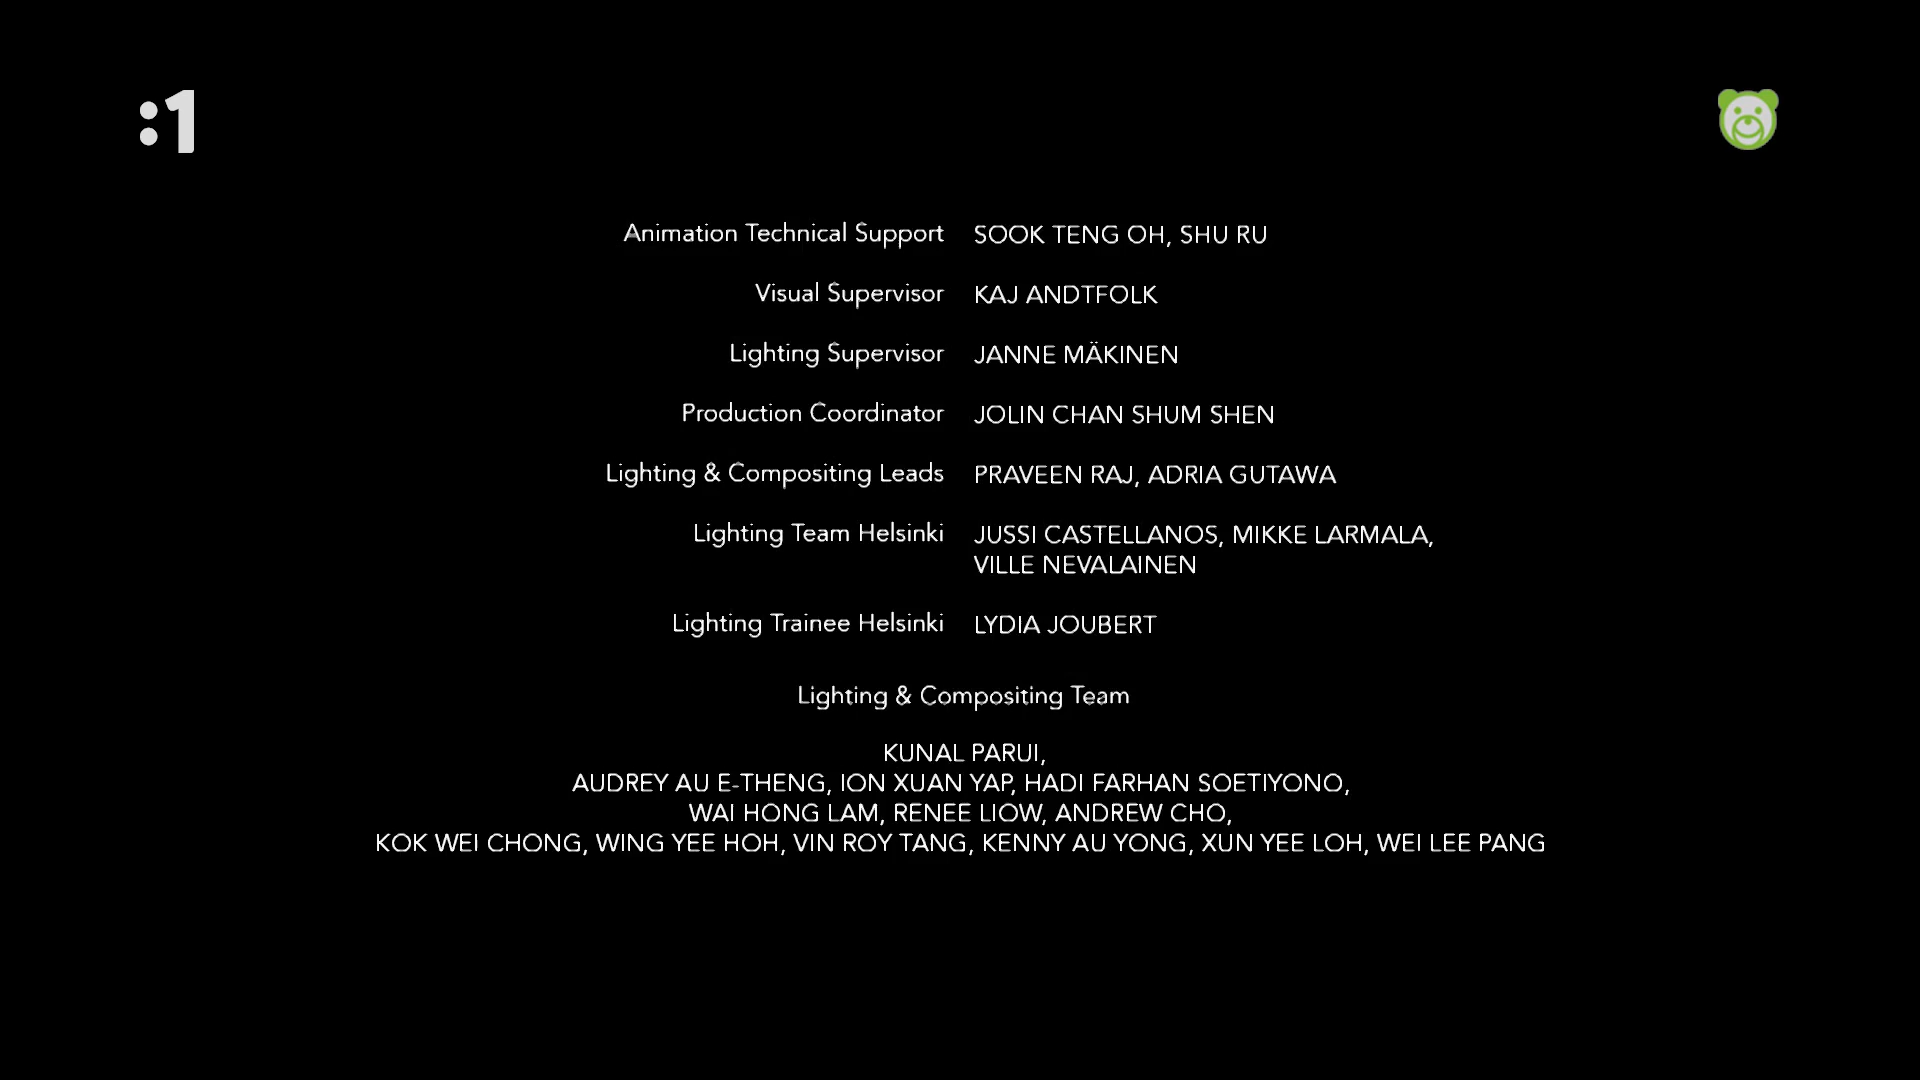 :1
Animation Technical Support SOOK TENG OH, SHU RU
Visual Supervisor KAJ ANDTFOLK
Lighting Supervisor JANNE MÄKINEN
Production Coordinator JOLIN CHAN SHUM SHEN
Lighting & Compositing Leads PRAVEEN RAJ, ADRIA GUTAWA
Lighting Team Helsinki JUSSI CASTELLANOS, MIKKE LARMALA,
VILLE NEVALAINEN
Lighting Trainee Helsinki LYDIA JOUBERT
Lighting & Compositing Team
KUNAL PARUI,
AUDREY AU E-THENG, ION XUAN YAP, HADI FARHAN SOETIYONO,
WAI HONG LAM, RENEE LIOW, ANDREW CHO,
KOK WEI CHONG, WING YEE HOH, VIN ROY TANG, KENNY AU YONG, XUN YEE LOH, WEI LEE PANG